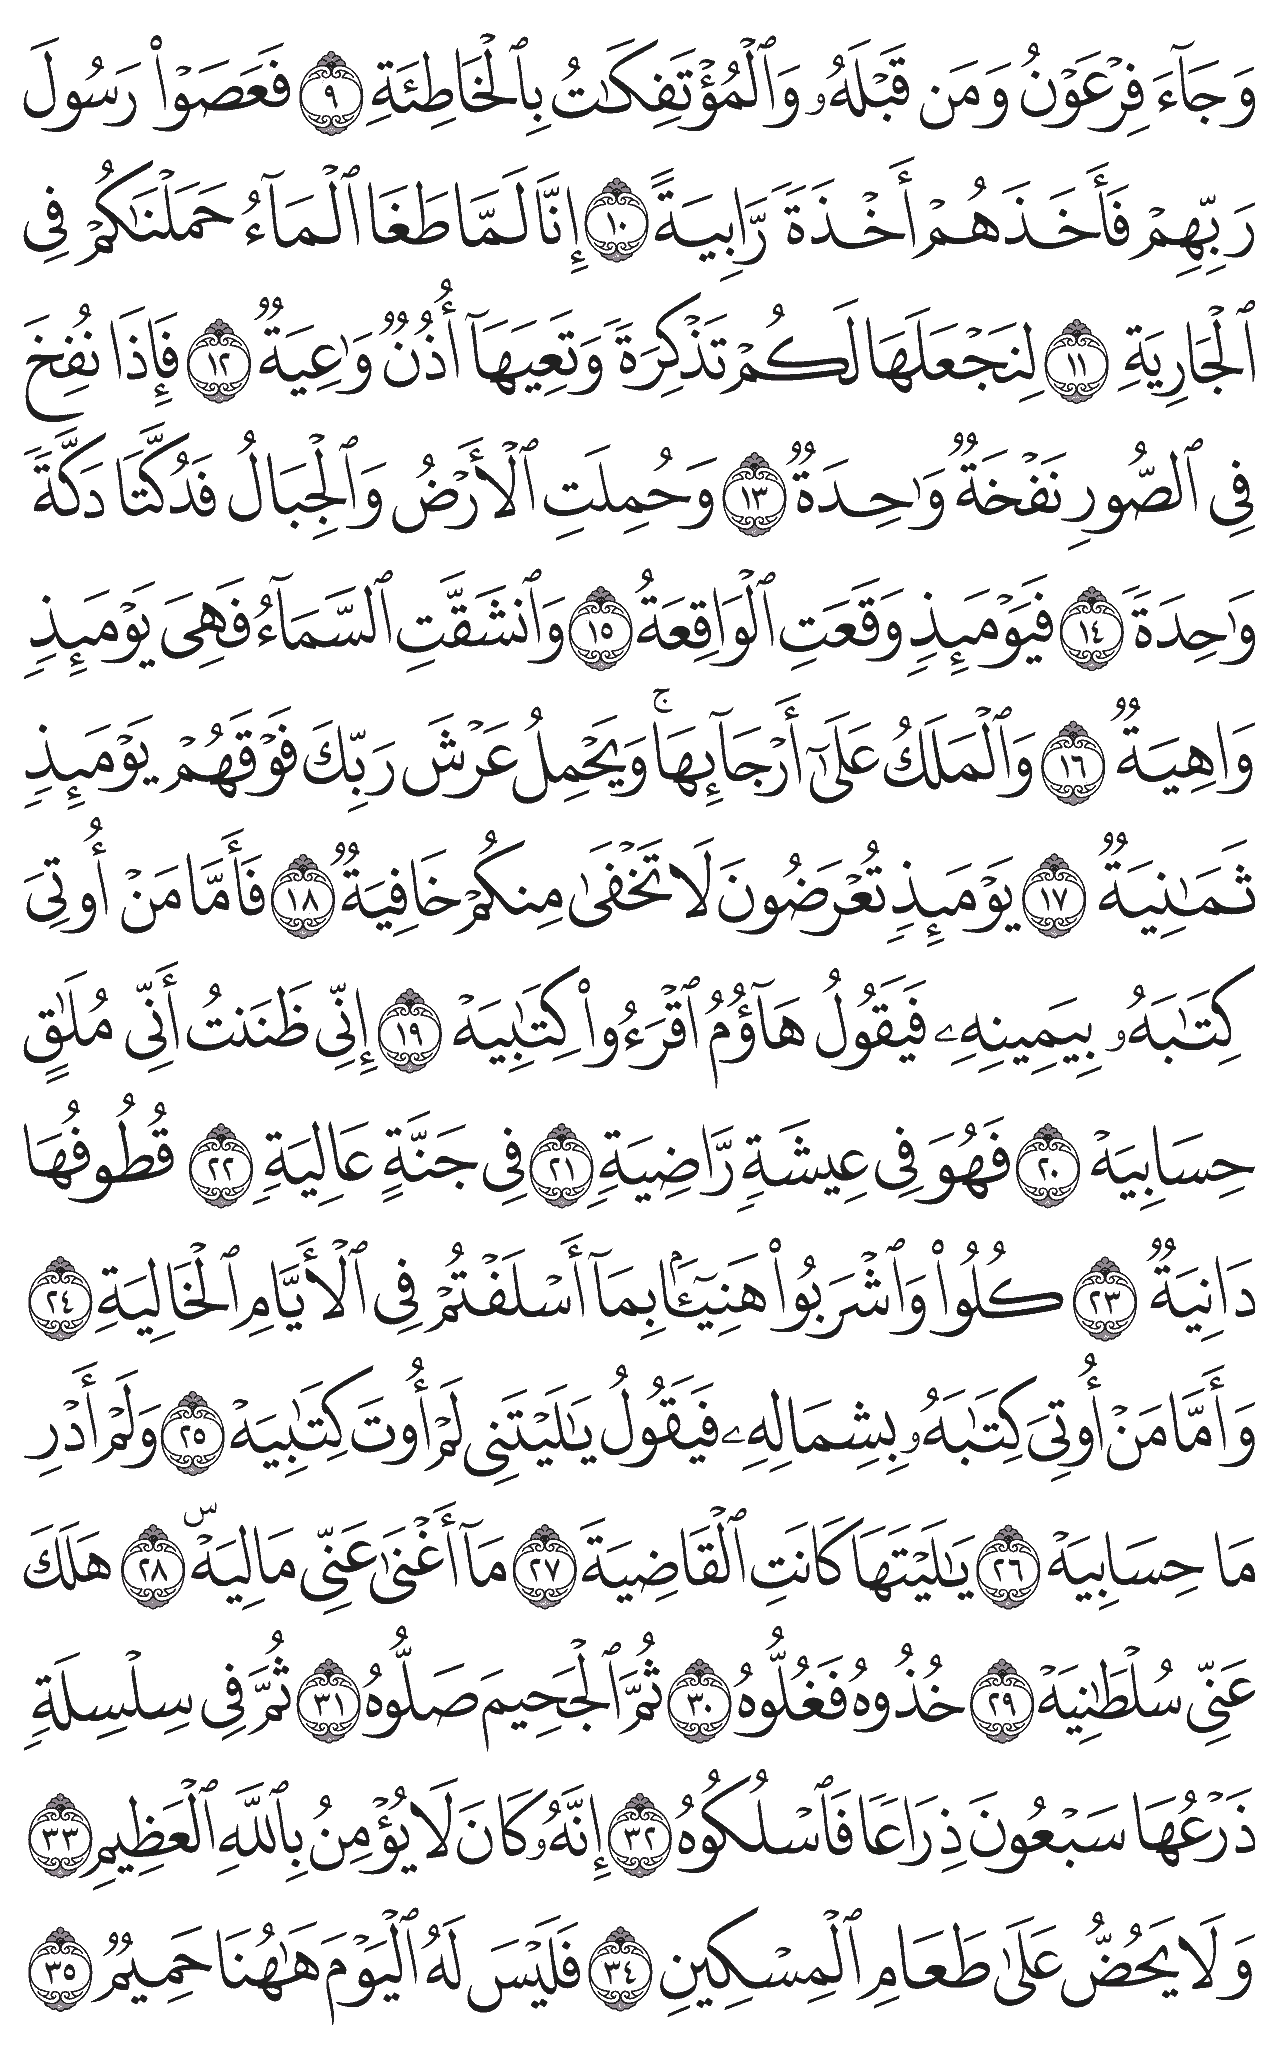 وَجَآءَ فِرْعَوْنُ وَمَن قَبْلَهُۥ وَٱلْمُؤْتَفِكَٰتُ بِٱلْخَاطِئَةِ ٩ فَعَصَوْا۟ رَسُولَ
رَبِّهِمْ فَأَخَذَهُمْ أَخْذَةً رَّابِيَةً ١٠ إِنَّا لَمَّا طَغَا ٱلْمَآءُ حَمَلْنَٰكُمْ فِى
ٱلْجَارِيَةِ ١١ لِنَجْعَلَهَا لَكُمْ تَذْكِرَةً وَتَعِيَهَآ أُذُنٌ وَٰعِيَةٌ ١٢ فَإِذَا نُفِخَ
فِى ٱلصُّورِ نَفْخَةٌ وَٰحِدَةٌ ١٣ وَحُمِلَتِ ٱلْأَرْضُ وَٱلْجِبَالُ فَدُكَّتَا دَكَّةً
وَٰحِدَةً ١٤ فَيَوْمَئِذٍ وَقَعَتِ ٱلْوَاقِعَةُ ١٥ وَٱنشَقَّتِ ٱلسَّمَآءُ فَهِىَ يَوْمَئِذٍ
وَاهِيَةٌ ١٦ وَٱلْمَلَكُ عَلَىٰٓ أَرْجَآئِهَا ۚ وَيَحْمِلُ عَرْشَ رَبِّكَ فَوْقَهُمْ يَوْمَئِذٍ
ثَمَٰنِيَةٌ ١٧ يَوْمَئِذٍ تُعْرَضُونَ لَا تَخْفَىٰ مِنكُمْ خَافِيَةٌ ١٨ فَأَمَّا مَنْ أُوتِىَ
كِتَٰبَهُۥ بِيَمِينِهِۦ فَيَقُولُ هَآؤُمُ ٱقْرَءُوا۟ كِتَٰبِيَهْ ١٩ إِنِّى ظَنَنتُ أَنِّى مُلَٰقٍ
حِسَابِيَهْ ٢٠ فَهُوَ فِى عِيشَةٍ رَّاضِيَةٍ ٢١ فِى جَنَّةٍ عَالِيَةٍ ٢٢ قُطُوفُهَا
دَانِيَةٌ ٢٣ كُلُوا۟ وَٱشْرَبُوا۟ هَنِيٓـًٔۢا بِمَآ أَسْلَفْتُمْ فِى ٱلْأَيَّامِ ٱلْخَالِيَةِ ٢٤
وَأَمَّا مَنْ أُوتِىَ كِتَٰبَهُۥ بِشِمَالِهِۦ فَيَقُولُ يَٰلَيْتَنِى لَمْ أُوتَ كِتَٰبِيَهْ ٢٥ وَلَمْ أَدْرِ
مَا حِسَابِيَهْ ٢٦ يَٰلَيْتَهَا كَانَتِ ٱلْقَاضِيَةَ ٢٧ مَآ أَغْنَىٰ عَنِّى مَالِيَهْ ۜ ٢٨ هَلَكَ
عَنِّى سُلْطَٰنِيَهْ ٢٩ خُذُوهُ فَغُلُّوهُ ٣٠ ثُمَّ ٱلْجَحِيمَ صَلُّوهُ ٣١ ثُمَّ فِى سِلْسِلَةٍ
ذَرْعُهَا سَبْعُونَ ذِرَاعًا فَٱسْلُكُوهُ ٣٢ إِنَّهُۥ كَانَ لَا يُؤْمِنُ بِٱللَّهِ ٱلْعَظِيمِ ٣٣
وَلَا يَحُضُّ عَلَىٰ طَعَامِ ٱلْمِسْكِينِ ٣٤ فَلَيْسَ لَهُ ٱلْيَوْمَ هَٰهُنَا حَمِيمٌ ٣٥